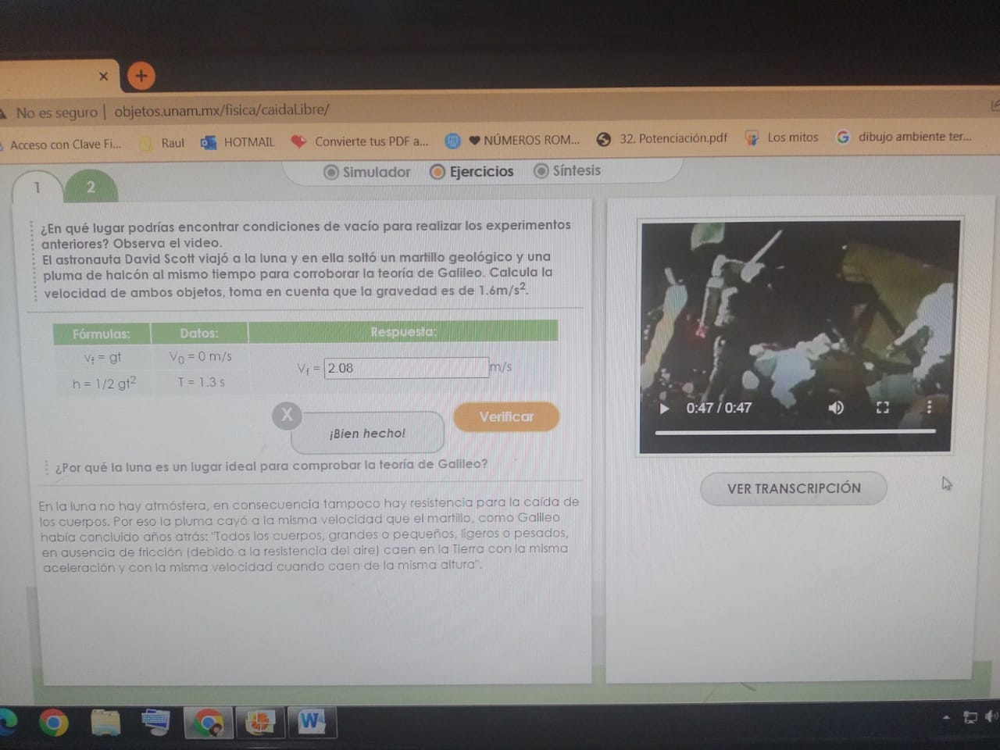 No es seguro | objetos.unam.mx/fisica/caidaLibre/
Acceso con Clave Fi... Raul HOTMAIL Convierte tus PDF a... NÚMEROS ROM... 32. Potenciación.pdf Los mitos dibujo ambiente ter...
Simulador Ejercicios Síntesis
1 2
¿En qué lugar podrías encontrar condiciones de vacío para realizar los experimentos
anteriores? Observa el video.
El astronauta David Scott viajó a la luna y en ella soltó un martillo geológico y una
pluma de halcón al mismo tiempo para corroborar la teoría de Galileo. Calcula la
velocidad de ambos objetos, toma en cuenta que la gravedad es de 1.6m/s².
Fórmulas: Datos: Respuesta:
Vf = gt V0 = 0 m/s
Vf = 2.08 m/s
h = 1/2 gt² T = 1.3 s
X
¡Bien hecho!
Verificar
¿Por qué la luna es un lugar ideal para comprobar la teoría de Galileo?
En la luna no hay atmósfera, en consecuencia tampoco hay resistencia para la caída de
los cuerpos. Por eso la pluma cayó a la misma velocidad que el martillo, como Galileo
había concluido años atrás: "Todos los cuerpos, grandes o pequeños, ligeros o pesados,
en ausencia de fricción (debido a la resistencia del aire) caen en la Tierra con la misma
aceleración y con la misma velocidad cuando caen de la misma altura".
0:47 / 0:47
VER TRANSCRIPCIÓN
W